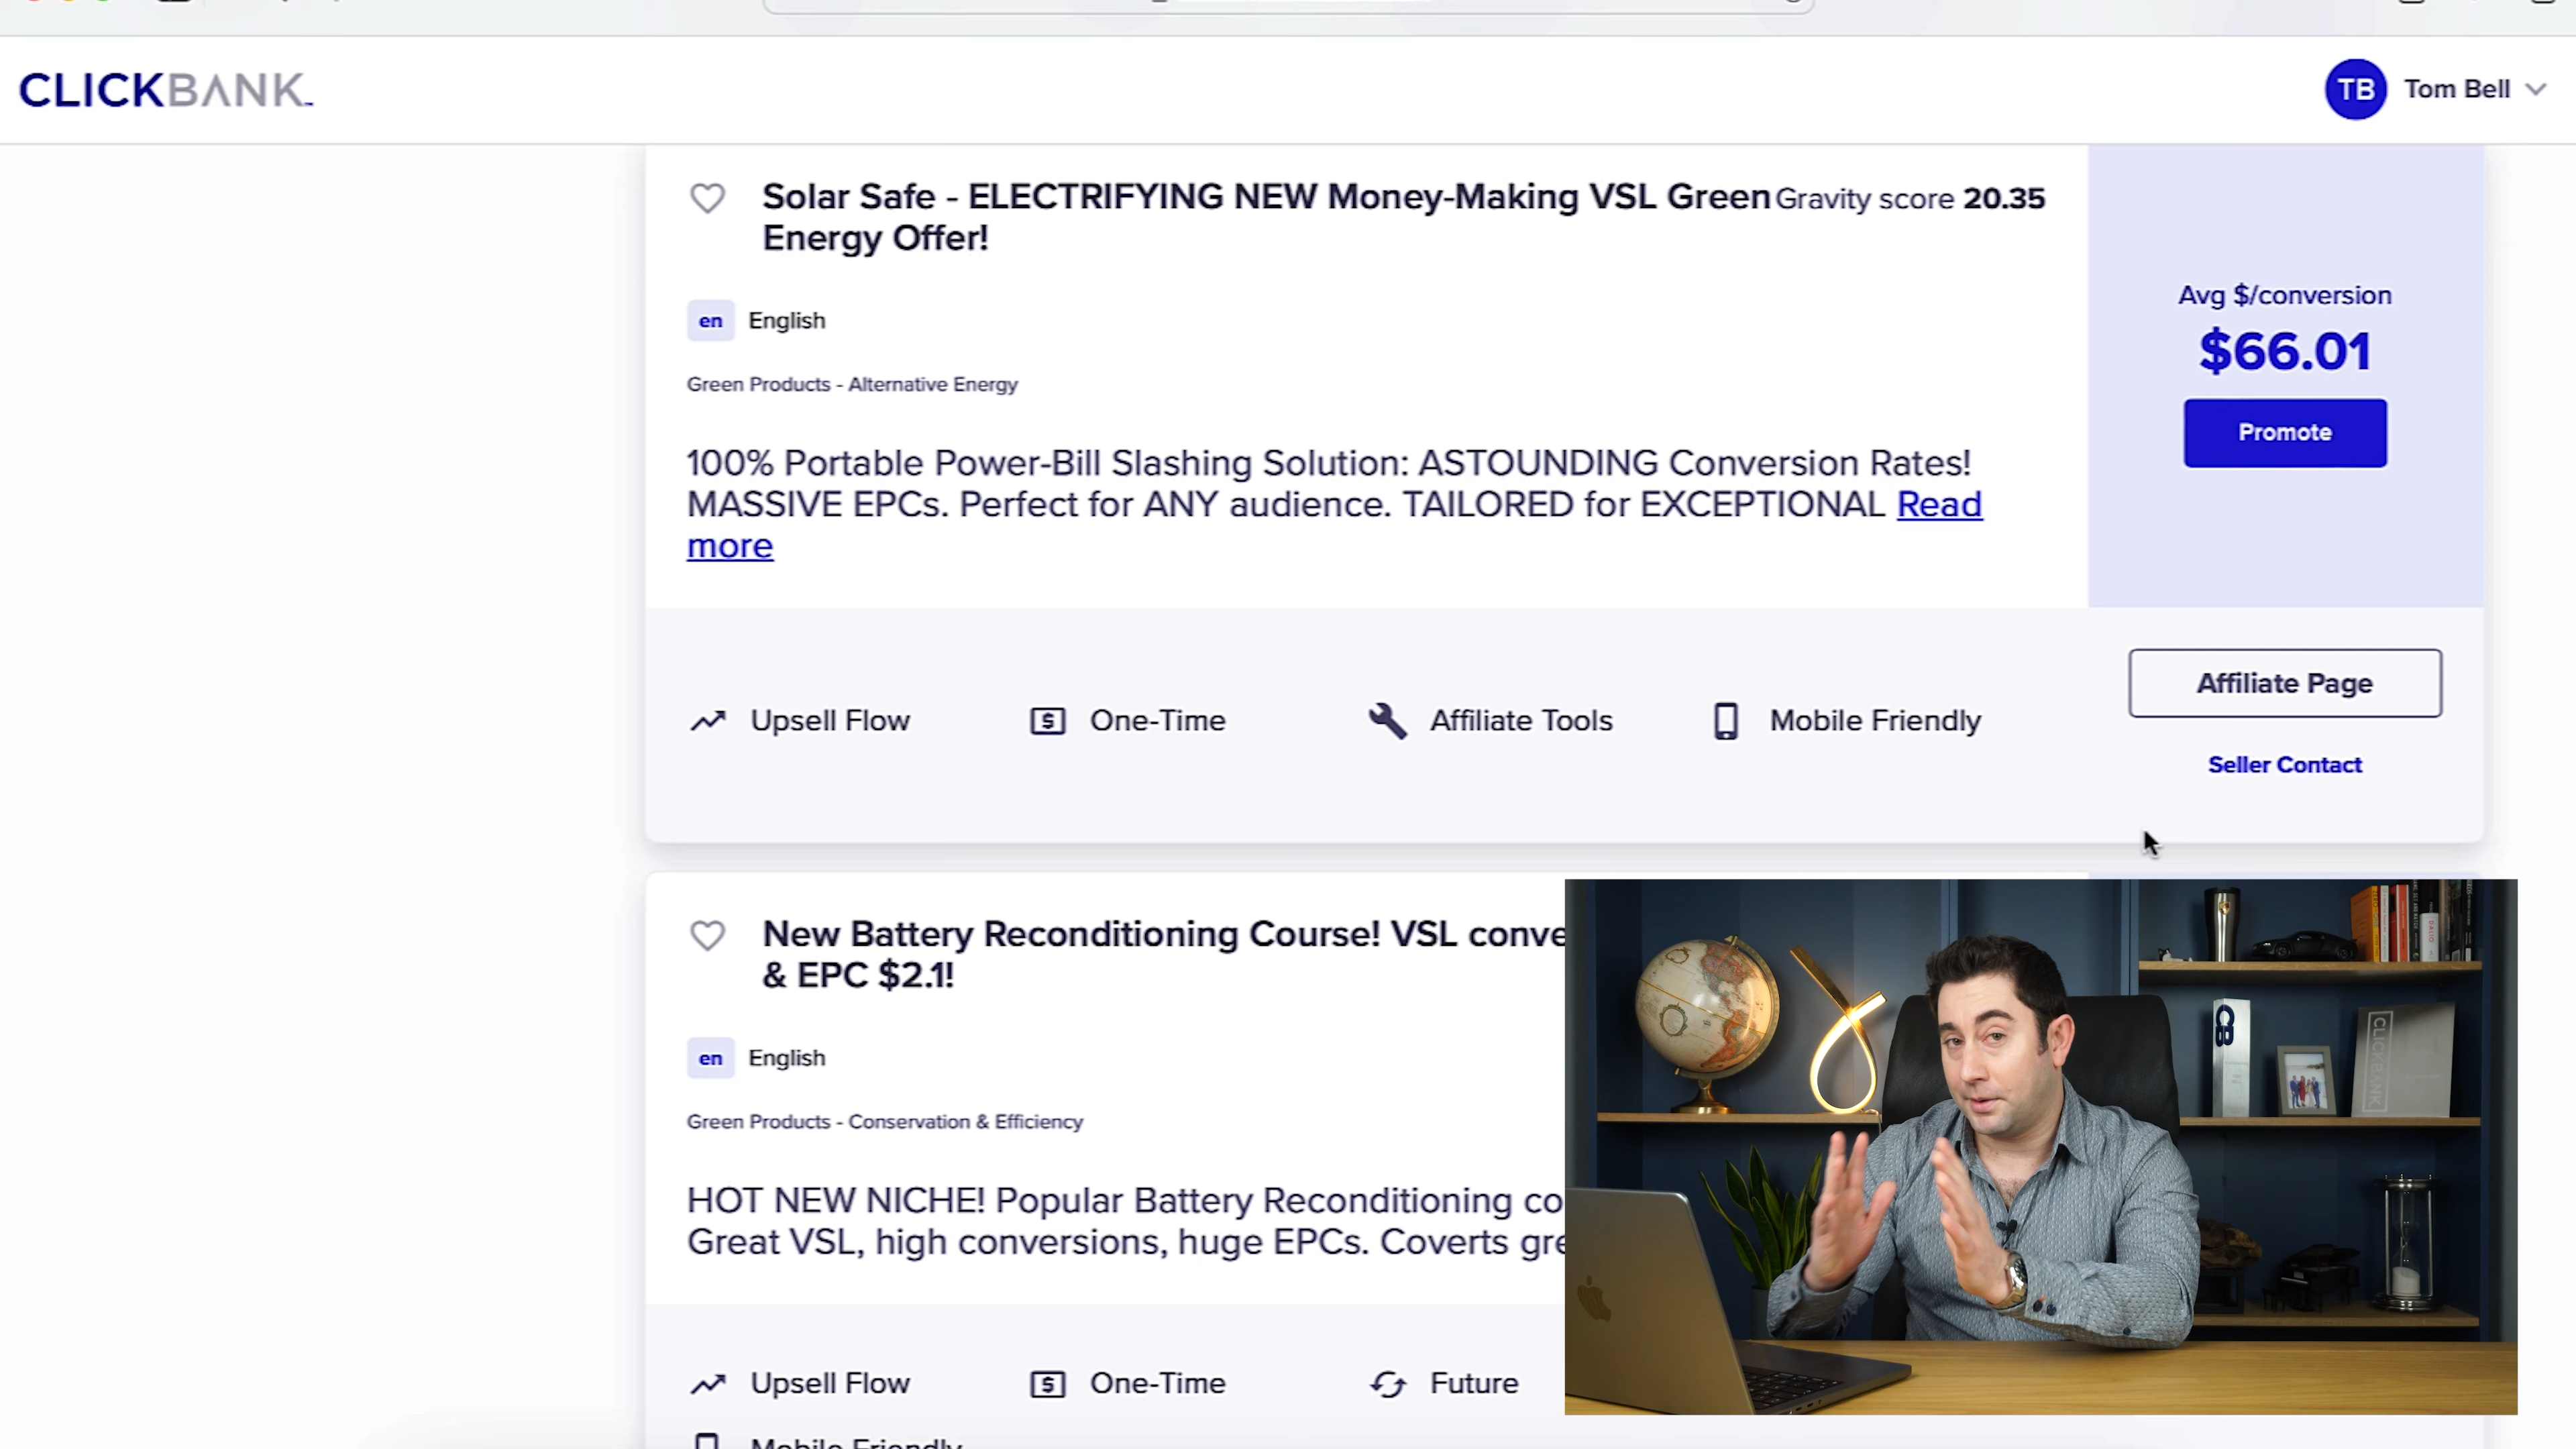 CLICKBANK
TB Tom Bell
Solar Safe - ELECTRIFYING NEW Money-Making VSL Green
Energy Offer!
Gravity score 20.35
en English
Green Products - Alternative Energy
100% Portable Power-Bill Slashing Solution: ASTOUNDING Conversion Rates!
MASSIVE EPCs. Perfect for ANY audience. TAILORED for EXCEPTIONAL Read
more
Avg $/conversion
$66.01
Promote
Upsell Flow
One-Time
Affiliate Tools
Mobile Friendly
Affiliate Page
Seller Contact
New Battery Reconditioning Course! VSL conve
& EPC $2.1!
en English
Green Products - Conservation & Efficiency
HOT NEW NICHE! Popular Battery Reconditioning co
Great VSL, high conversions, huge EPCs. Coverts gre
Upsell Flow
One-Time
Future
Mobile Friendly
CB
CLICKBANK